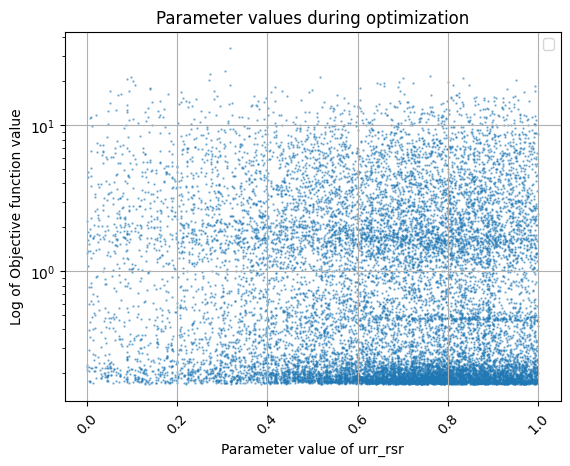 Parameter values during optimization
Log of Objective function value
10¹
10⁰
0.0 0.2 0.4 0.6 0.8 1.0
Parameter value of urr_rsr